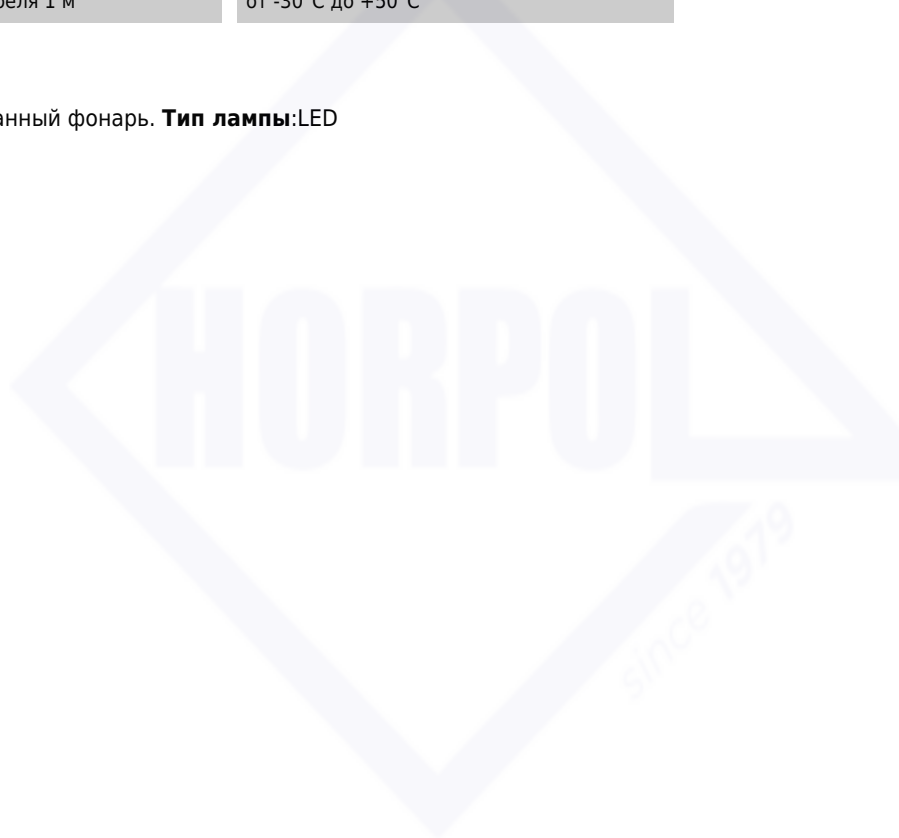 беля 1 м от -30°C до +50°C
анный фонарь. Тип лампы:LED
HORPOL
since 1979